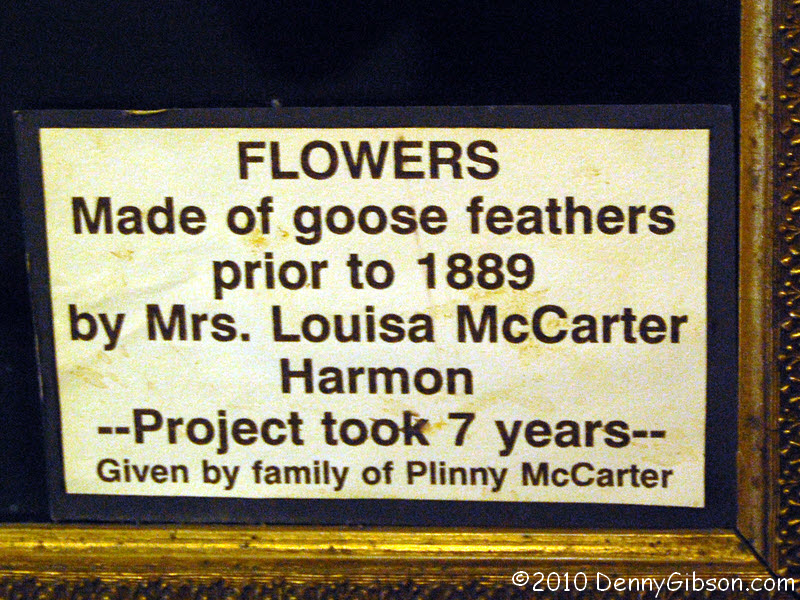 FLOWERS
Made of goose feathers
prior to 1889
by Mrs. Louisa McCarter
Harmon
--Project took 7 years--
Given by family of Plinny McCarter
©2010 DennyGibson.com